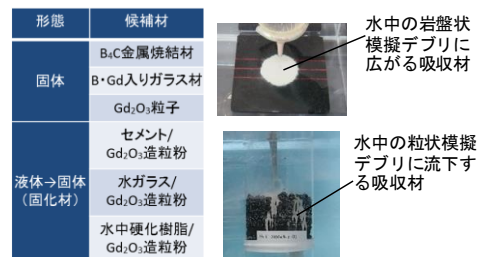 形態
候補材
固体
B₄C金属焼結材
B・Gd入りガラス材
Gd₂O₃粒子
液体→固体
（固化材）
セメント/
Gd₂O₃造粒粉
水ガラス/
Gd₂O₃造粒粉
水中硬化樹脂/
Gd₂O₃造粒粉
水中の岩盤状
模擬デブリに
広がる吸収材
水中の粒状模擬
デブリに流下す
る吸収材